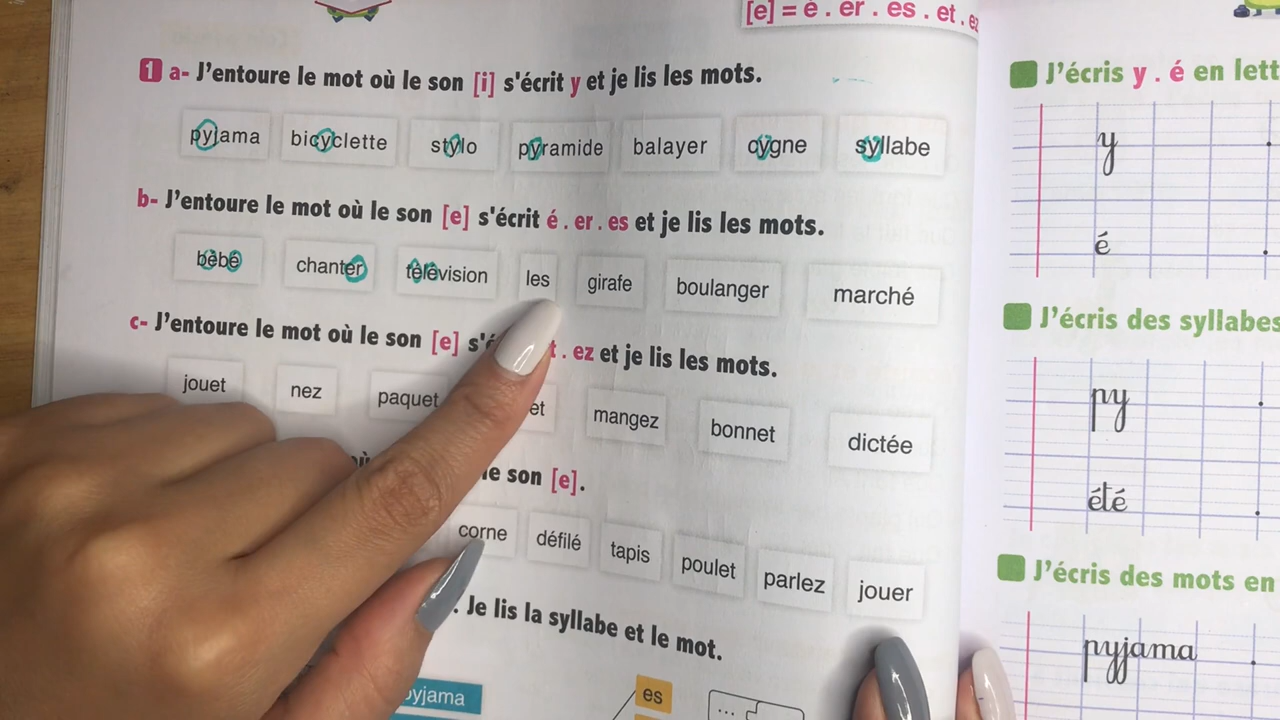 [e] = é . er . es . et . ez
1 a- J'entoure le mot où le son [i] s'écrit y et je lis les mots.
pyjama bicyclette stylo pyramide balayer cygne syllabe
b- J'entoure le mot où le son [e] s'écrit é . er . es et je lis les mots.
bébé chanter télévision les girafe boulanger marché
c- J'entoure le mot où le son [e] . ez et je lis les mots.
jouet nez paquet et mangez bonnet dictée
le son [e].
corne défilé tapis poulet parlez jouer
. Je lis la syllabe et le mot.
pyjama es ...
J'écris y . é en lett
y
é
J'écris des syllabes
py
été
J'écris des mots en
pyjama